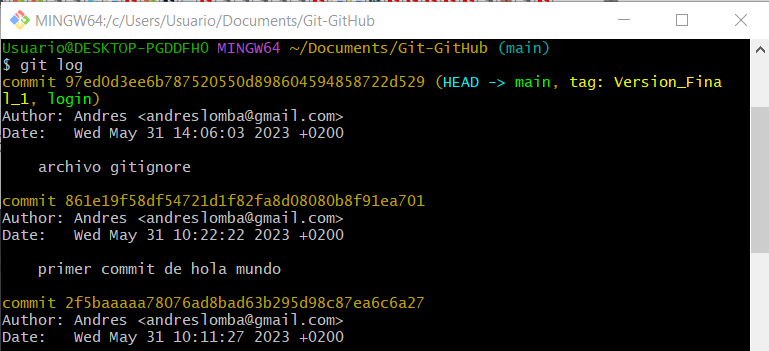 MINGW64:/c/Users/Usuario/Documents/Git-GitHub
Usuario@DESKTOP-PGDDFH0 MINGW64 ~/Documents/Git-GitHub (main)
$ git log
commit 97ed0d3ee6b787520550d898604594858722d529 (HEAD -> main, tag: Version_Fina
l_1, login)
Author: Andres <andreslomba@gmail.com>
Date:   Wed May 31 14:06:03 2023 +0200
archivo gitignore
commit 861e19f58df54721d1f82fa8d08080b8f91ea701
Author: Andres <andreslomba@gmail.com>
Date:   Wed May 31 10:22:22 2023 +0200
primer commit de hola mundo
commit 2f5baaaaa78076ad8bad63b295d98c87ea6c6a27
Author: Andres <andreslomba@gmail.com>
Date:   Wed May 31 10:11:27 2023 +0200